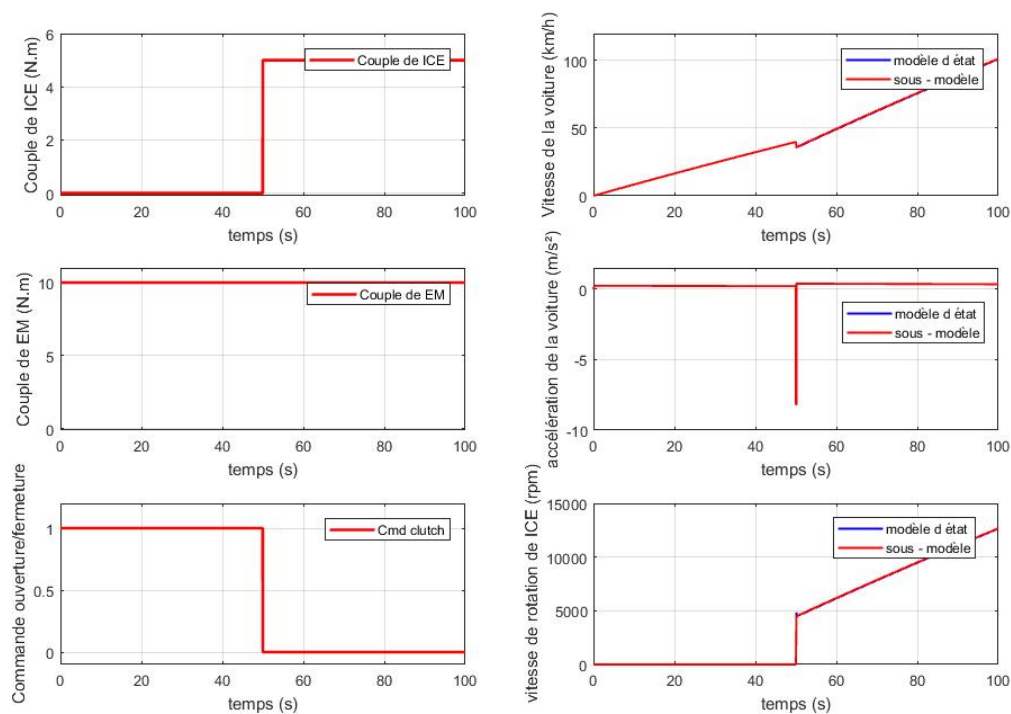 Couple de ICE (N.m)
6
4
2
0
Couple de ICE
0 20 40 60 80 100
temps (s)
Vitesse de la voiture (km/h)
100
50
0
modèle d état
sous - modèle
0 20 40 60 80 100
temps (s)
Couple de EM (N.m)
10
5
0
Couple de EM
0 20 40 60 80 100
temps (s)
accélération de la voiture (m/s²)
0
-5
-10
modèle d état
sous - modèle
0 20 40 60 80 100
temps (s)
Commande ouverture/fermeture
1
0.5
0
Cmd clutch
0 20 40 60 80 100
temps (s)
vitesse de rotation de ICE (rpm)
15000
10000
5000
0
modèle d état
sous - modèle
0 20 40 60 80 100
temps (s)